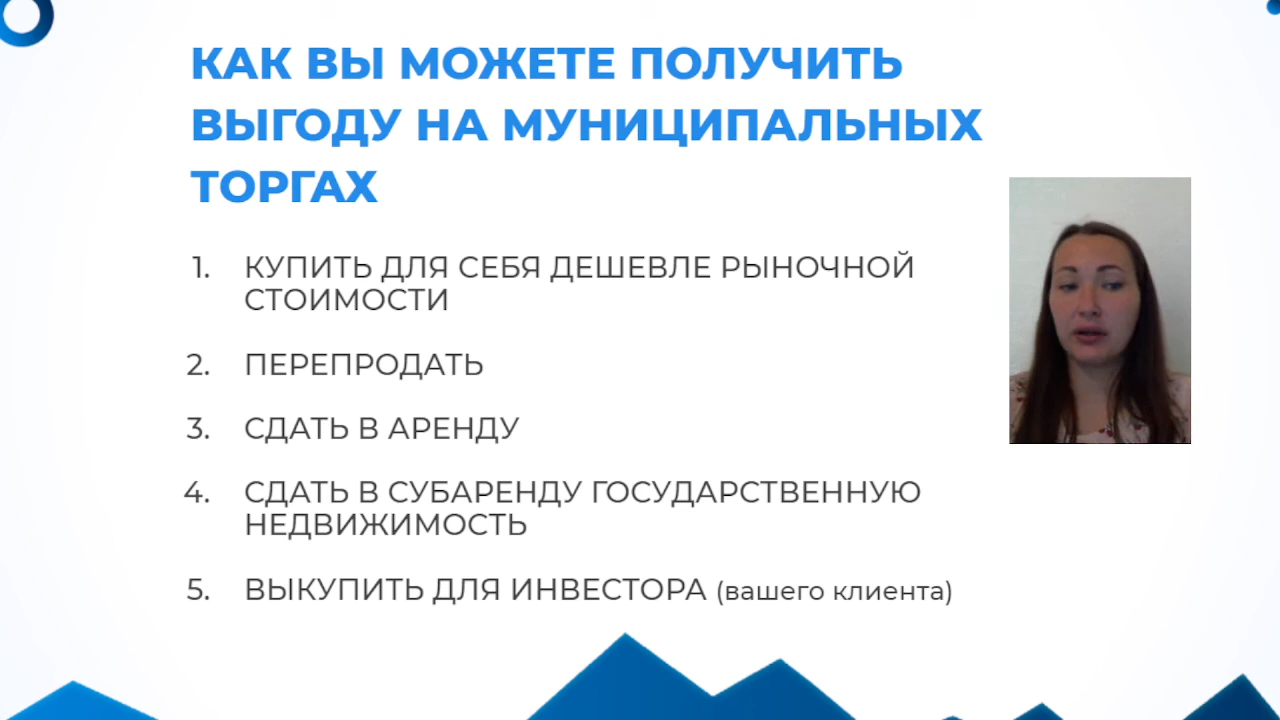 КАК ВЫ МОЖЕТЕ ПОЛУЧИТЬ
ВЫГОДУ НА МУНИЦИПАЛЬНЫХ
ТОРГАХ
1. КУПИТЬ ДЛЯ СЕБЯ ДЕШЕВЛЕ РЫНОЧНОЙ
СТОИМОСТИ
2. ПЕРЕПРОДАТЬ
3. СДАТЬ В АРЕНДУ
4. СДАТЬ В СУБАРЕНДУ ГОСУДАРСТВЕННУЮ
НЕДВИЖИМОСТЬ
5. ВЫКУПИТЬ ДЛЯ ИНВЕСТОРА (вашего клиента)